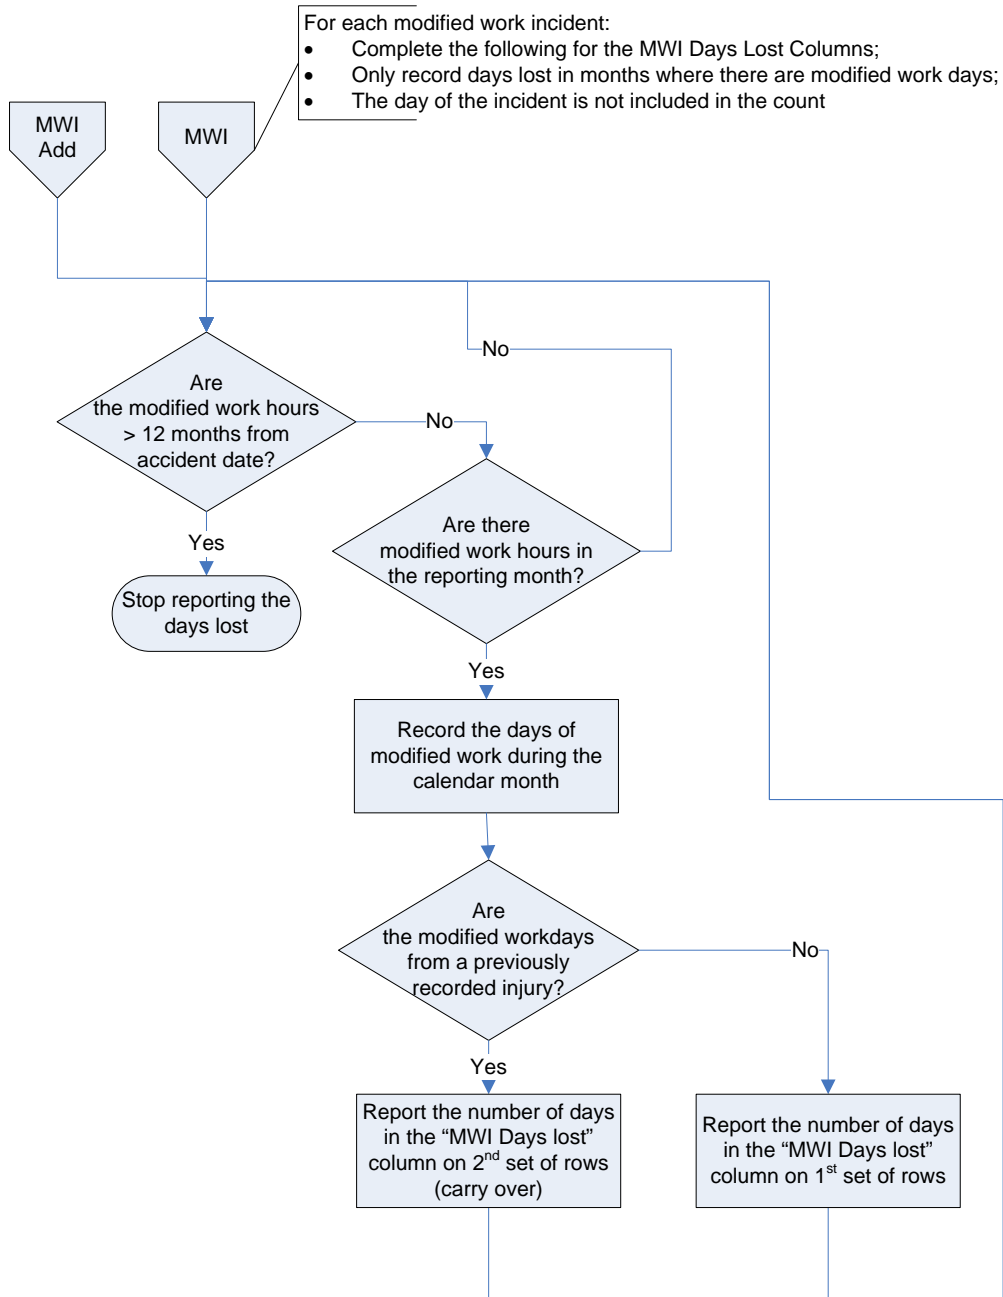 For each modified work incident:
• Complete the following for the MWI Days Lost Columns;
• Only record days lost in months where there are modified work days;
• The day of the incident is not included in the count
MWI
Add
MWI
No
Are
the modified work hours
> 12 months from
accident date?
No
Are there
modified work hours in
the reporting month?
Yes
Stop reporting the
days lost
Yes
Record the days of
modified work during the
calendar month
Are
the modified workdays
from a previously
recorded injury?
No
Yes
Report the number of days
in the “MWI Days lost”
column on 2nd set of rows
(carry over)
Report the number of days
in the “MWI Days lost”
column on 1st set of rows